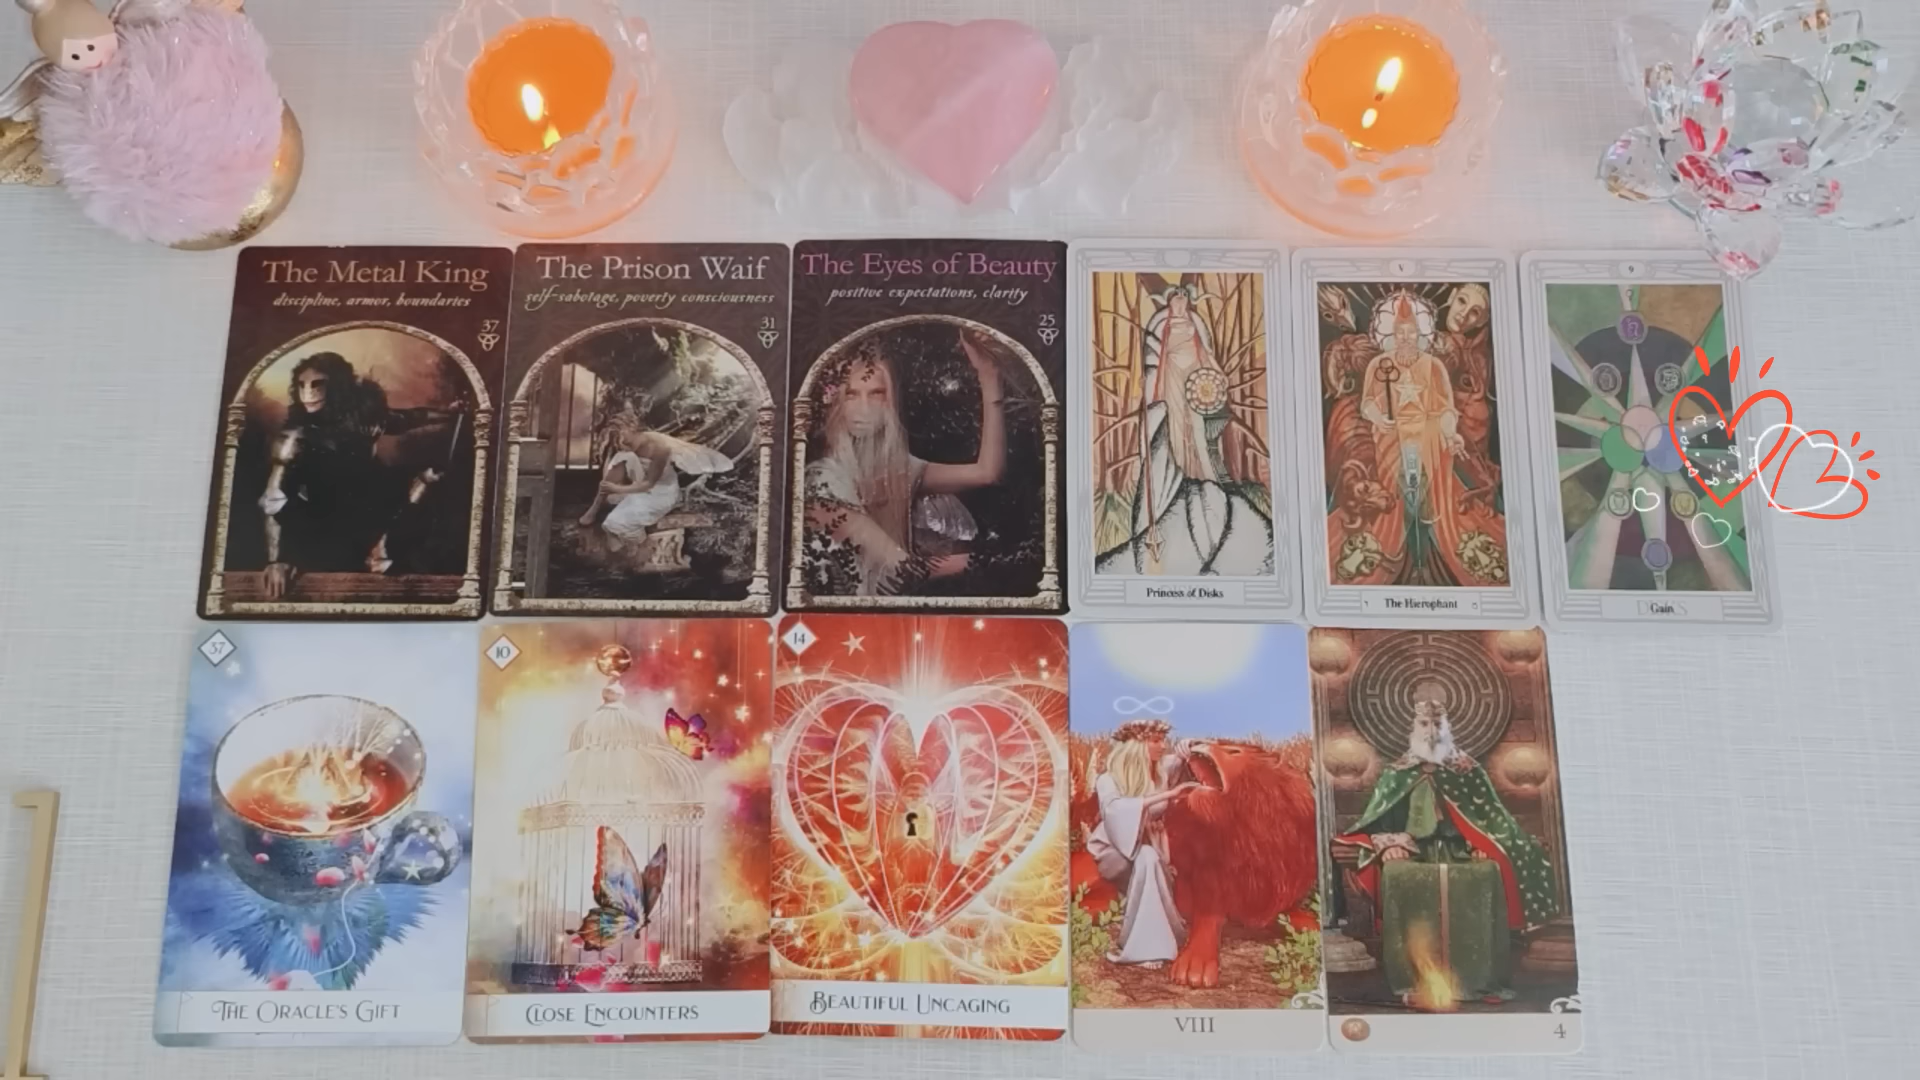 The Metal King
discipline, armor, boundaries
37
The Prison Waif
self-sabotage, poverty consciousness
31
The Eyes of Beauty
positive expectations, clarity
25
Princess of Disks
V
The Hierophant
9
Gain
37
THE ORACLE'S GIFT
10
CLOSE ENCOUNTERS
14
BEAUTIFUL UNCAGING
VIII
4